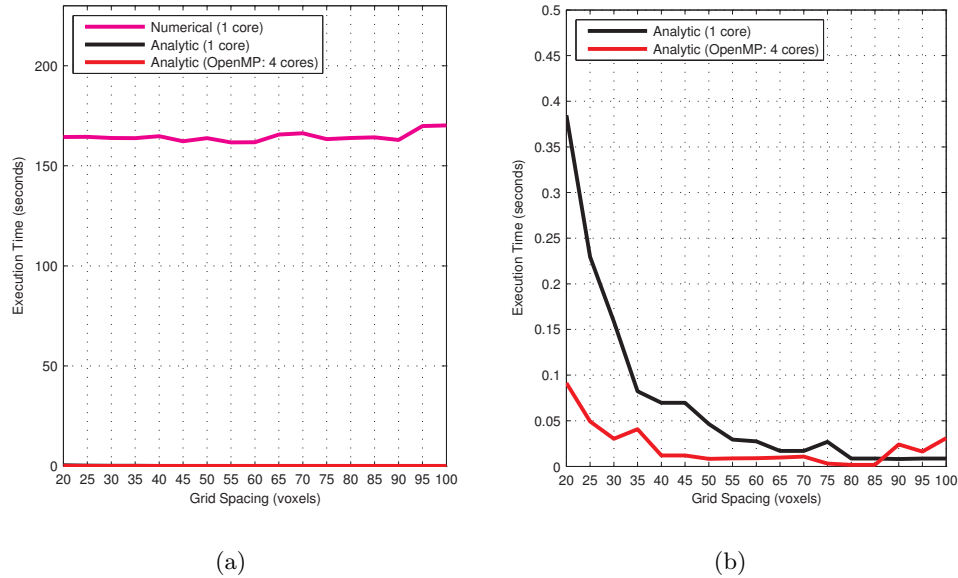 Numerical (1 core)
Analytic (1 core)
Analytic (OpenMP: 4 cores)
Execution Time (seconds)
200
150
100
50
0
20 25 30 35 40 45 50 55 60 65 70 75 80 85 90 95 100
Grid Spacing (voxels)
(a)
Analytic (1 core)
Analytic (OpenMP: 4 cores)
Execution Time (seconds)
0.5
0.45
0.4
0.35
0.3
0.25
0.2
0.15
0.1
0.05
0
20 25 30 35 40 45 50 55 60 65 70 75 80 85 90 95 100
Grid Spacing (voxels)
(b)